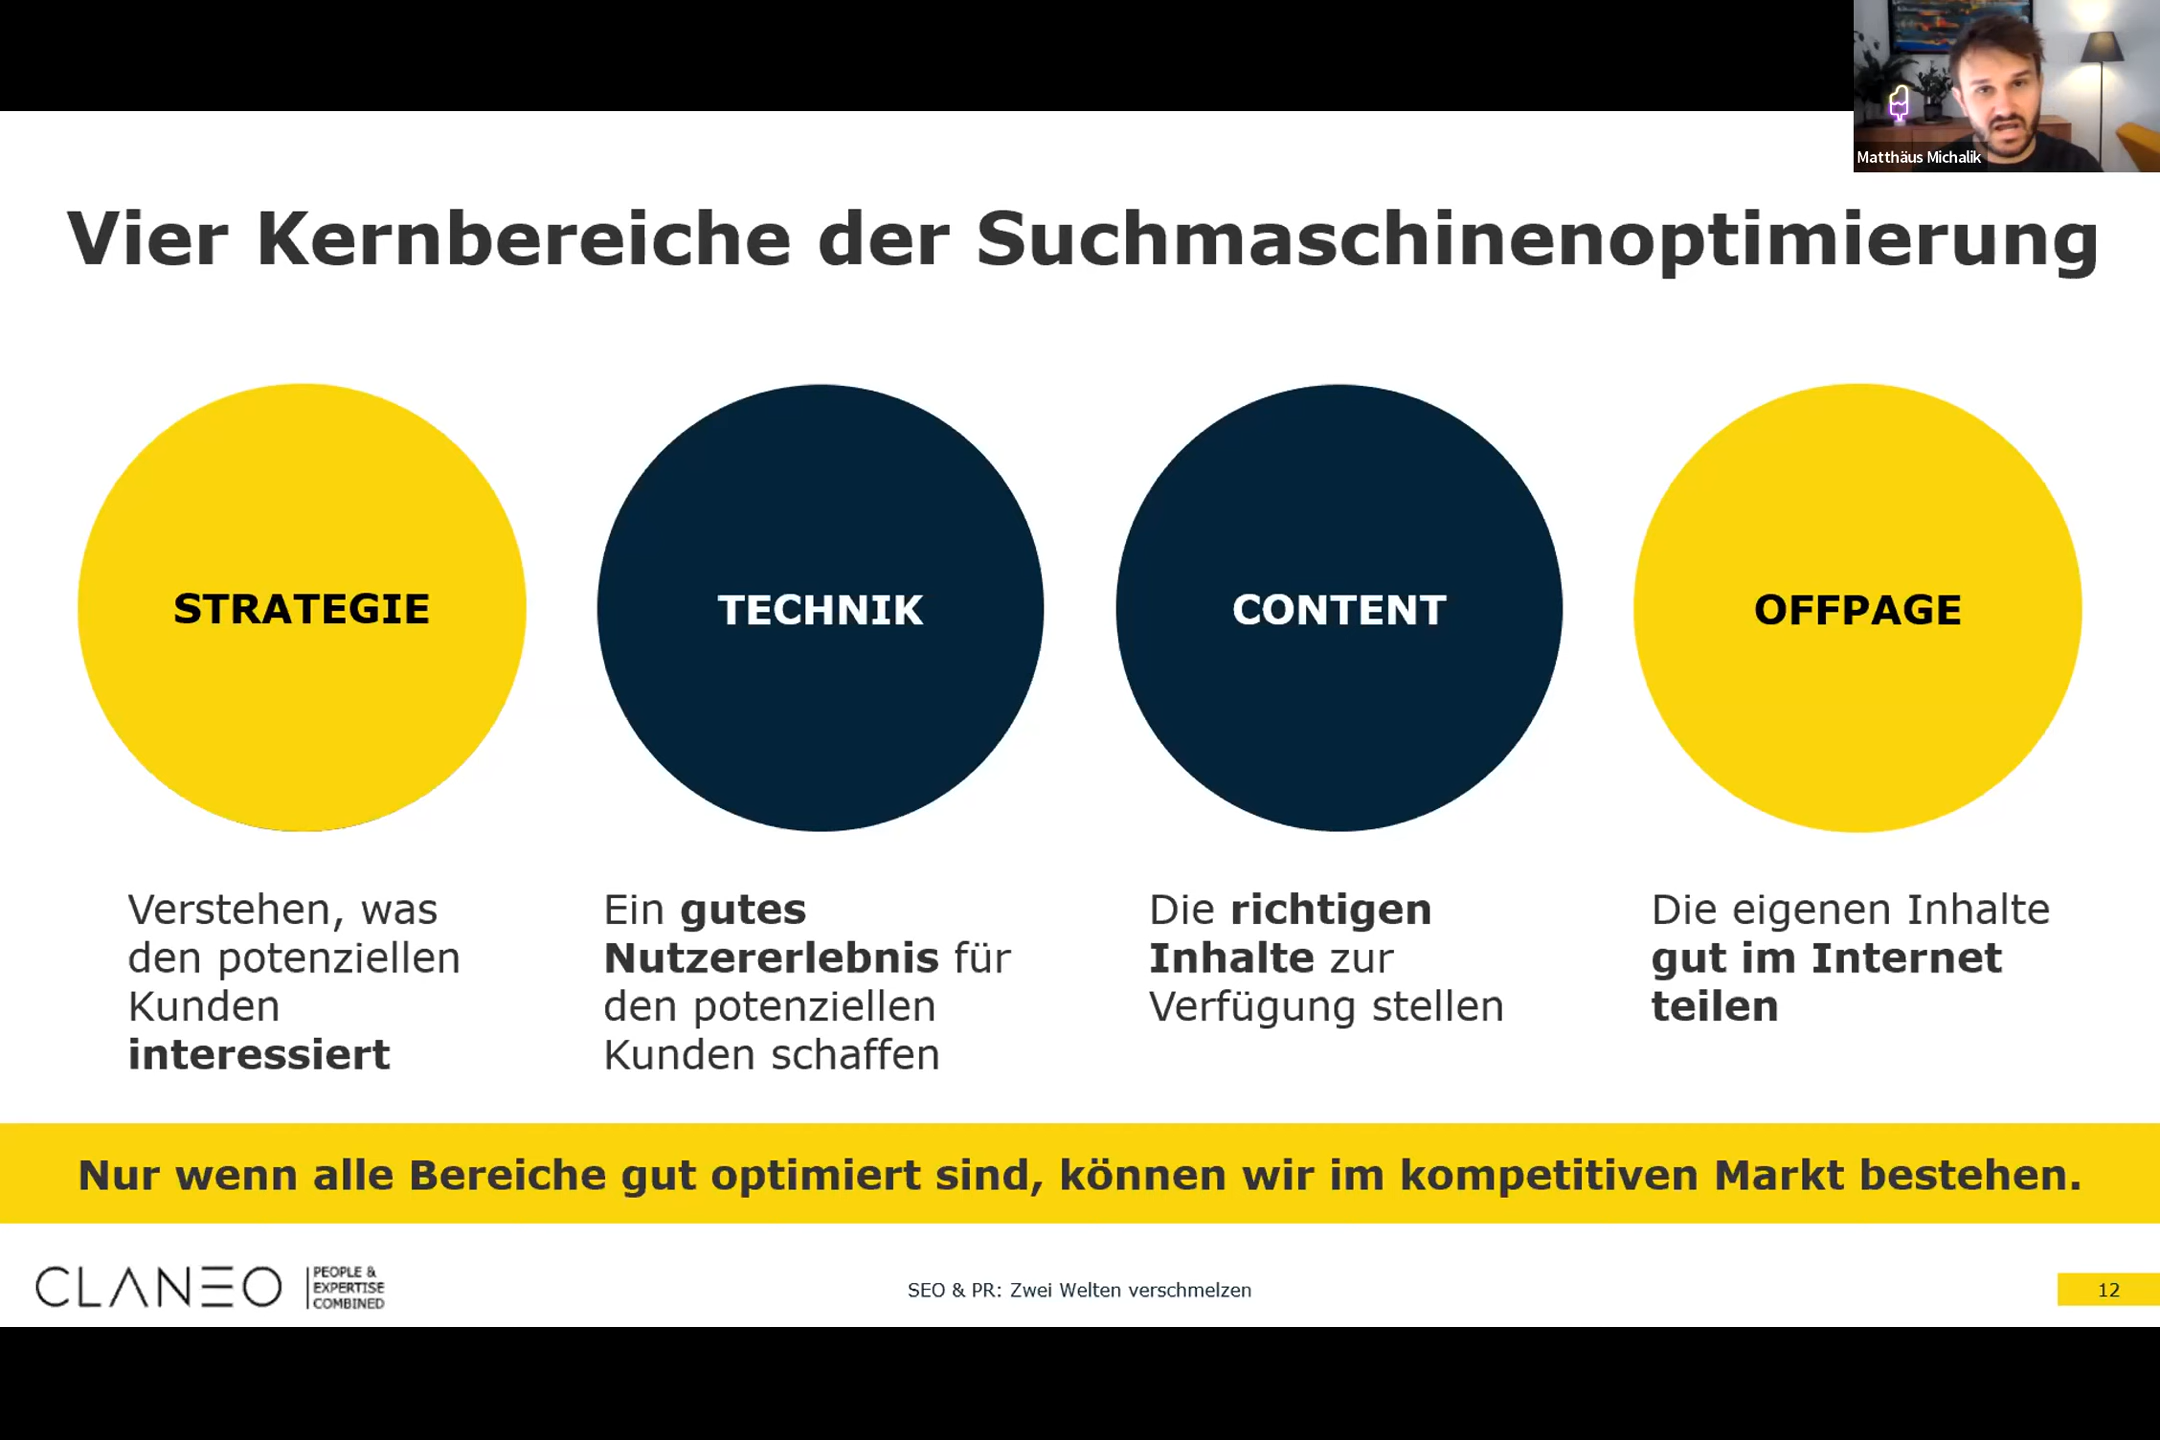 Matthäus Michalik
Vier Kernbereiche der Suchmaschinenoptimierung
STRATEGIE
TECHNIK
CONTENT
OFFPAGE
Verstehen, was
den potenziellen
Kunden
interessiert
Ein gutes
Nutzererlebnis für
den potenziellen
Kunden schaffen
Die richtigen
Inhalte zur
Verfügung stellen
Die eigenen Inhalte
gut im Internet
teilen
Nur wenn alle Bereiche gut optimiert sind, können wir im kompetitiven Markt bestehen.
CLANEO
PEOPLE &
EXPERTISE
COMBINED
SEO & PR: Zwei Welten verschmelzen
12